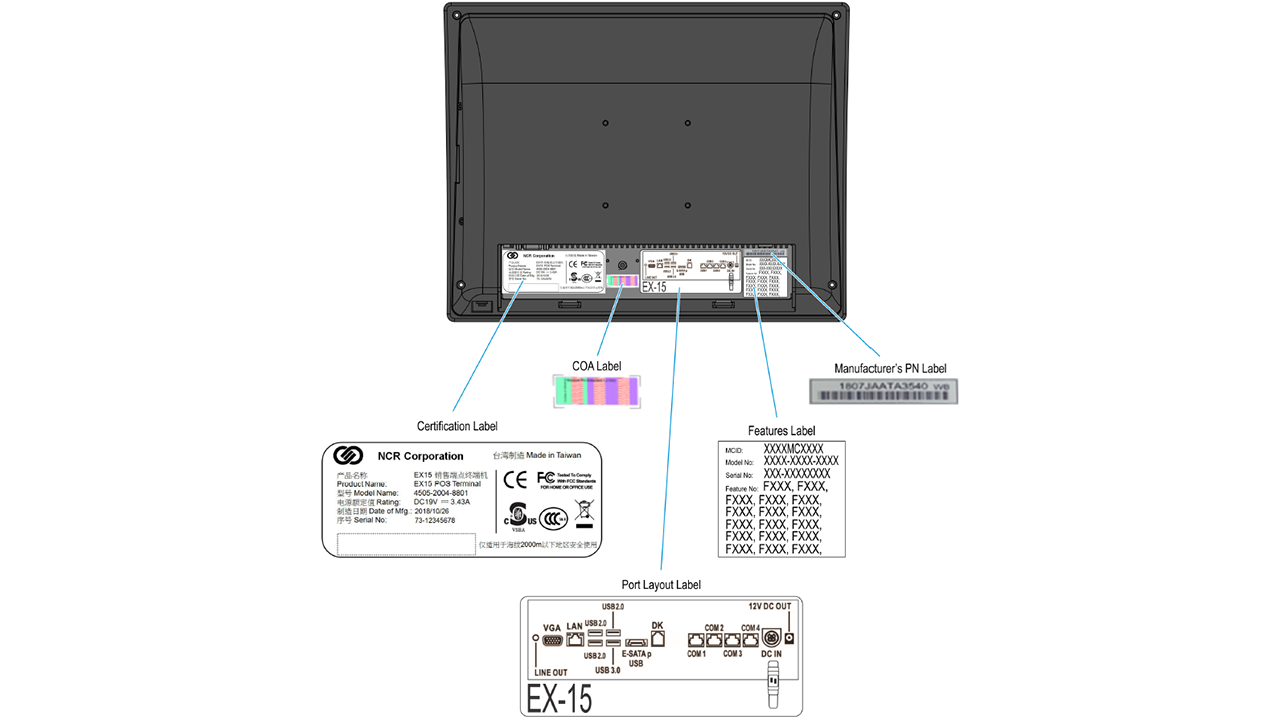 NCR Corporation
EX-15
COA Label
Manufacturer's PN Label
1807JAATA3540 WB
Certification Label
NCR Corporation
台湾制造 Made in Taiwan
产品名称 EX15 销售端点终端机
Product Name: EX15 POS Terminal
型号 Model Name: 4505-2004-8801
电源额定值 Rating: DC19V ⎓ 3.43A
制造日期 Date of Mfg.: 2018/10/26
序号 Serial No: 73-12345678
CE
FC Tested To Comply
With FCC Standards
FOR HOME OR OFFICE USE
C S US
CCC
仅适用于海拔2000m以下地区安全使用
Features Label
MCID: XXXXMCXXXX
Model No: XXXX-XXXX-XXXX
Serial No: XXX-XXXXXXXX
Feature No: FXXX, FXXX,
FXXX, FXXX, FXXX,
FXXX, FXXX, FXXX,
FXXX, FXXX, FXXX,
FXXX, FXXX, FXXX,
FXXX, FXXX, FXXX,
Port Layout Label
USB 2.0
12V DC OUT
VGA
LAN
USB 2.0
DK
COM 2
COM 4
USB 2.0
E-SATA p
USB
COM 1
COM 3
DC IN
LINE OUT
USB 3.0
EX-15